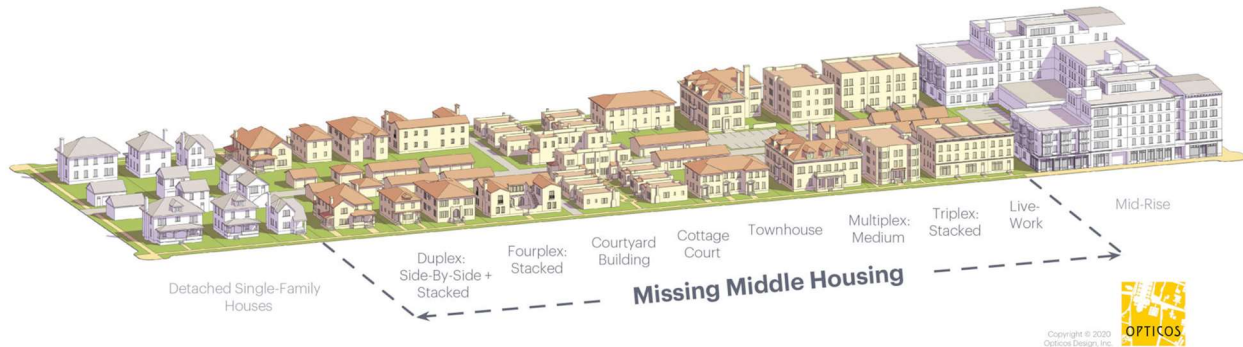 Detached Single-Family
Houses
Duplex:
Side-By-Side +
Stacked
Fourplex:
Stacked
Courtyard
Building
Cottage
Court
Townhouse
Multiplex:
Medium
Triplex:
Stacked
Live-
Work
Mid-Rise
Missing Middle Housing
Copyright © 2020
Opticos Design, Inc.
OPTICOS